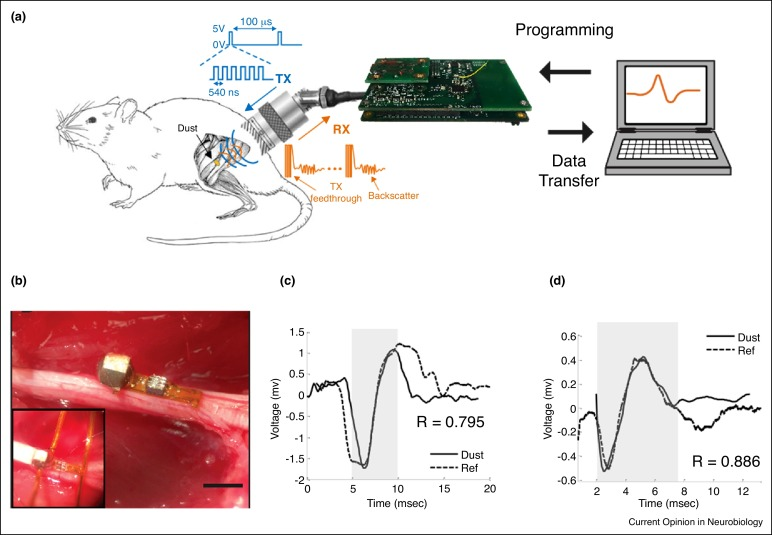 (a)
5V
0V
100 μs
540 ns
TX
Dust
RX
TX
feedthrough
Backscatter
Programming
Data
Transfer
(b)
(c)
Voltage (mv)
1.5
1
0.5
0
-0.5
-1
-1.5
-2
0
5
10
15
20
Time (msec)
R = 0.795
Dust
Ref
(d)
Voltage (mv)
0.6
0.4
0.2
0
-0.2
-0.4
-0.6
2
4
6
8
10
12
Time (msec)
Dust
Ref
R = 0.886
Current Opinion in Neurobiology